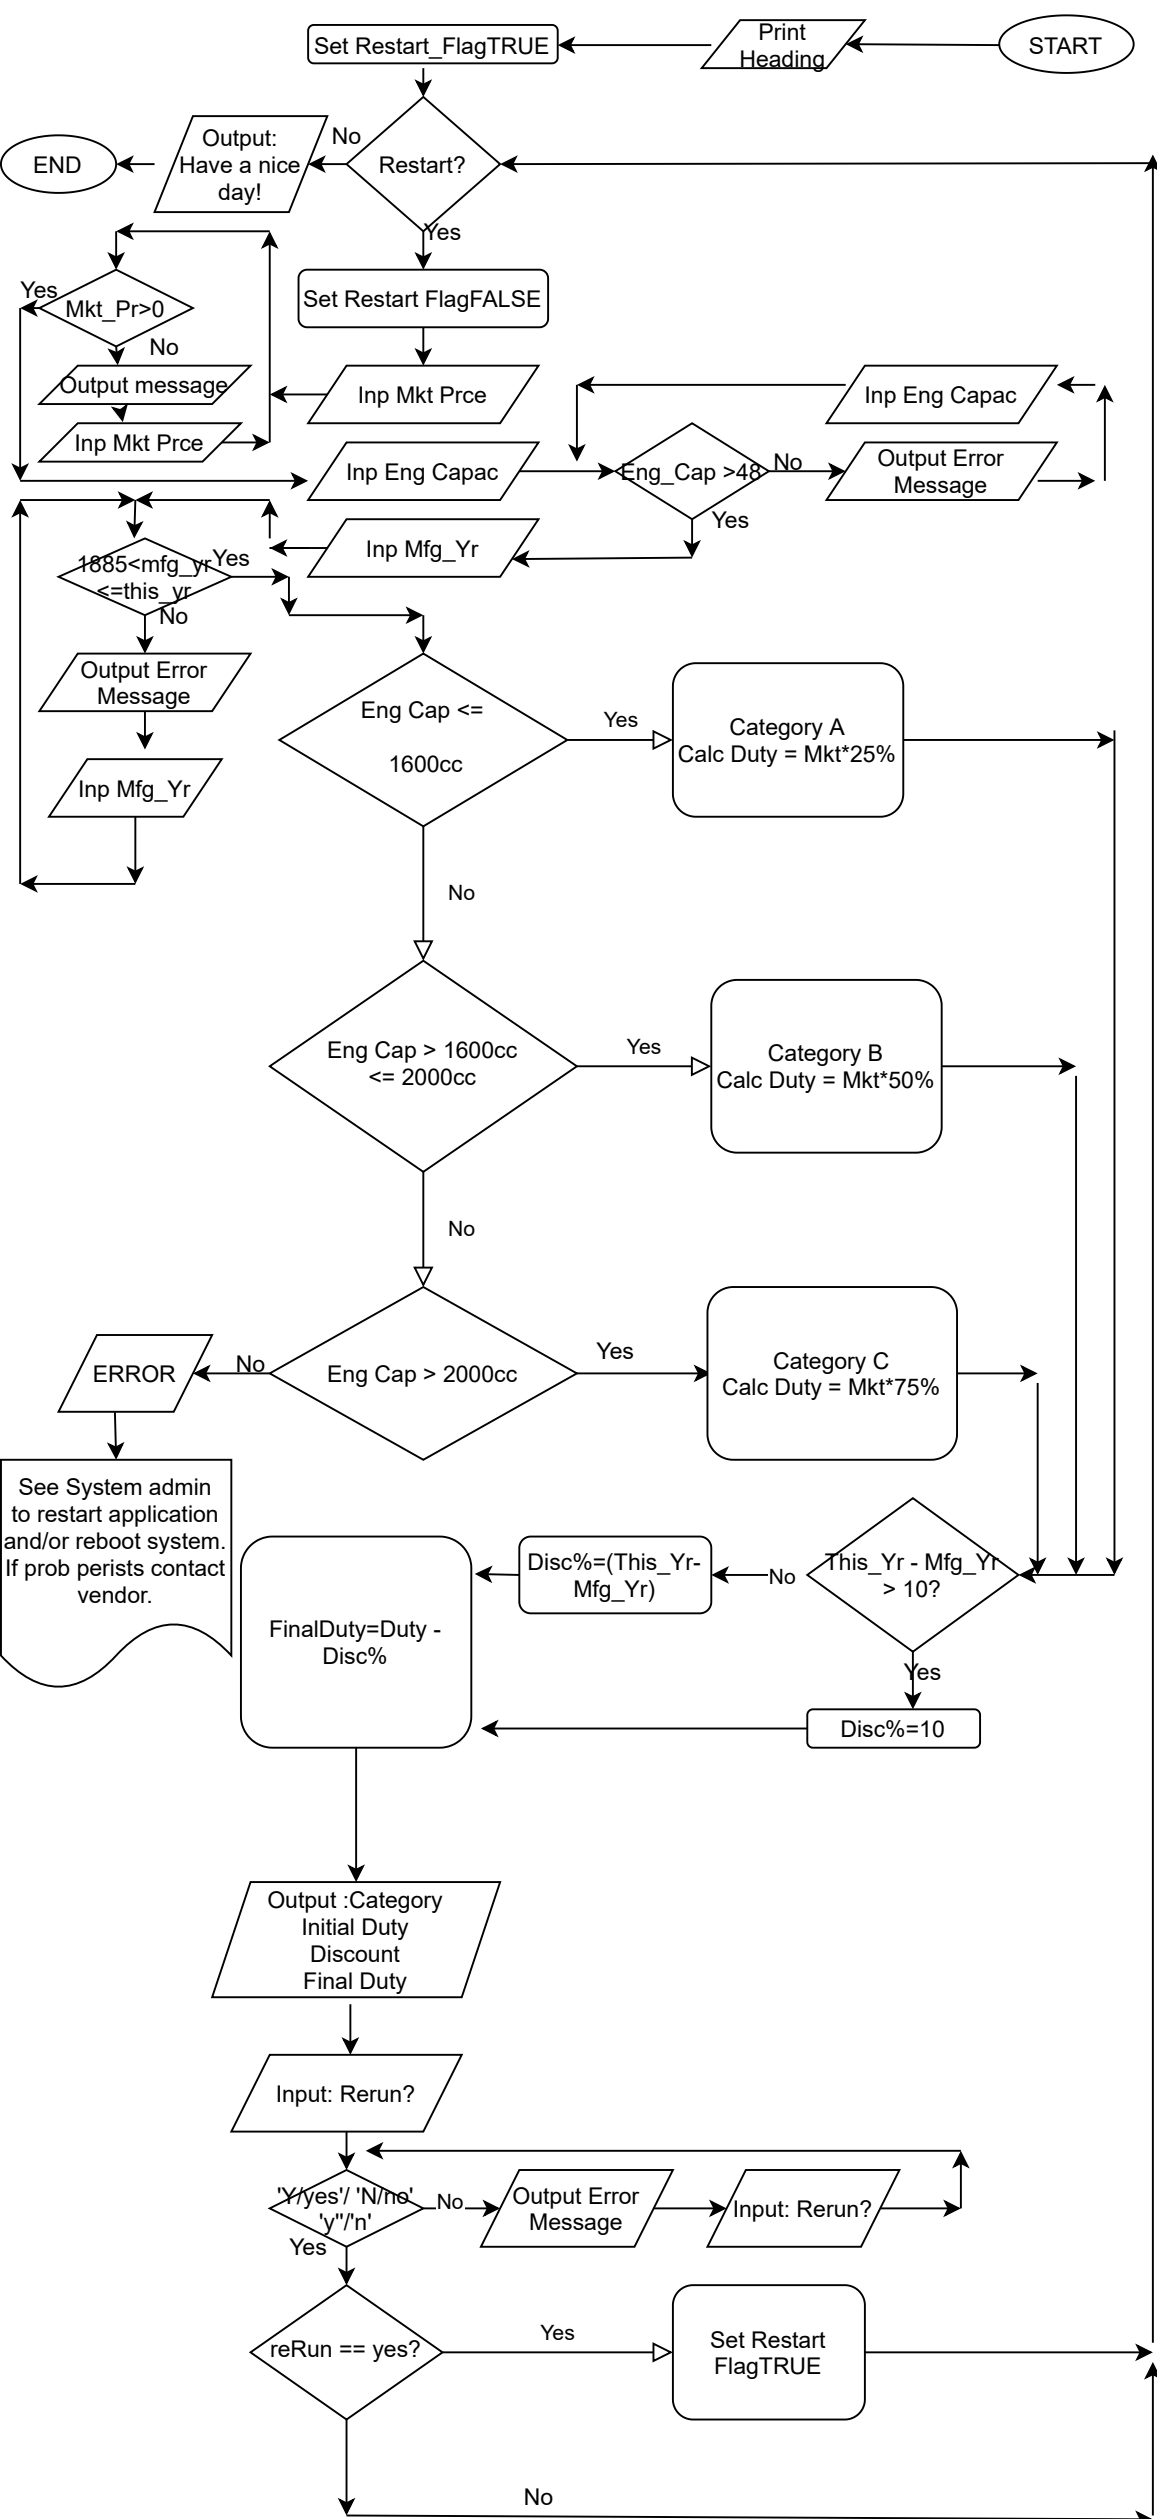 START
Print
Heading
Set Restart_FlagTRUE
Restart?
No
Output:
Have a nice
day!
END
Yes
Set Restart FlagFALSE
Inp Mkt Prce
Mkt_Pr>0
Yes
No
Output message
Inp Mkt Prce
Inp Eng Capac
Eng_Cap >48
No
Output Error
Message
Inp Eng Capac
Yes
Inp Mfg_Yr
1885<mfg_yr
<=this_yr
Yes
No
Output Error
Message
Inp Mfg_Yr
Eng Cap <=
1600cc
Yes
Category A
Calc Duty = Mkt*25%
No
Eng Cap > 1600cc
<= 2000cc
Yes
Category B
Calc Duty = Mkt*50%
No
Eng Cap > 2000cc
Yes
Category C
Calc Duty = Mkt*75%
No
ERROR
See System admin
to restart application
and/or reboot system.
If prob perists contact
vendor.
This_Yr - Mfg_Yr
> 10?
No
Disc%=(This_Yr-
Mfg_Yr)
Yes
Disc%=10
FinalDuty=Duty -
Disc%
Output :Category
Initial Duty
Discount
Final Duty
Input: Rerun?
'Y/yes'/ 'N/no'
'y"/'n'
No
Output Error
Message
Input: Rerun?
Yes
reRun == yes?
Yes
Set Restart
FlagTRUE
No